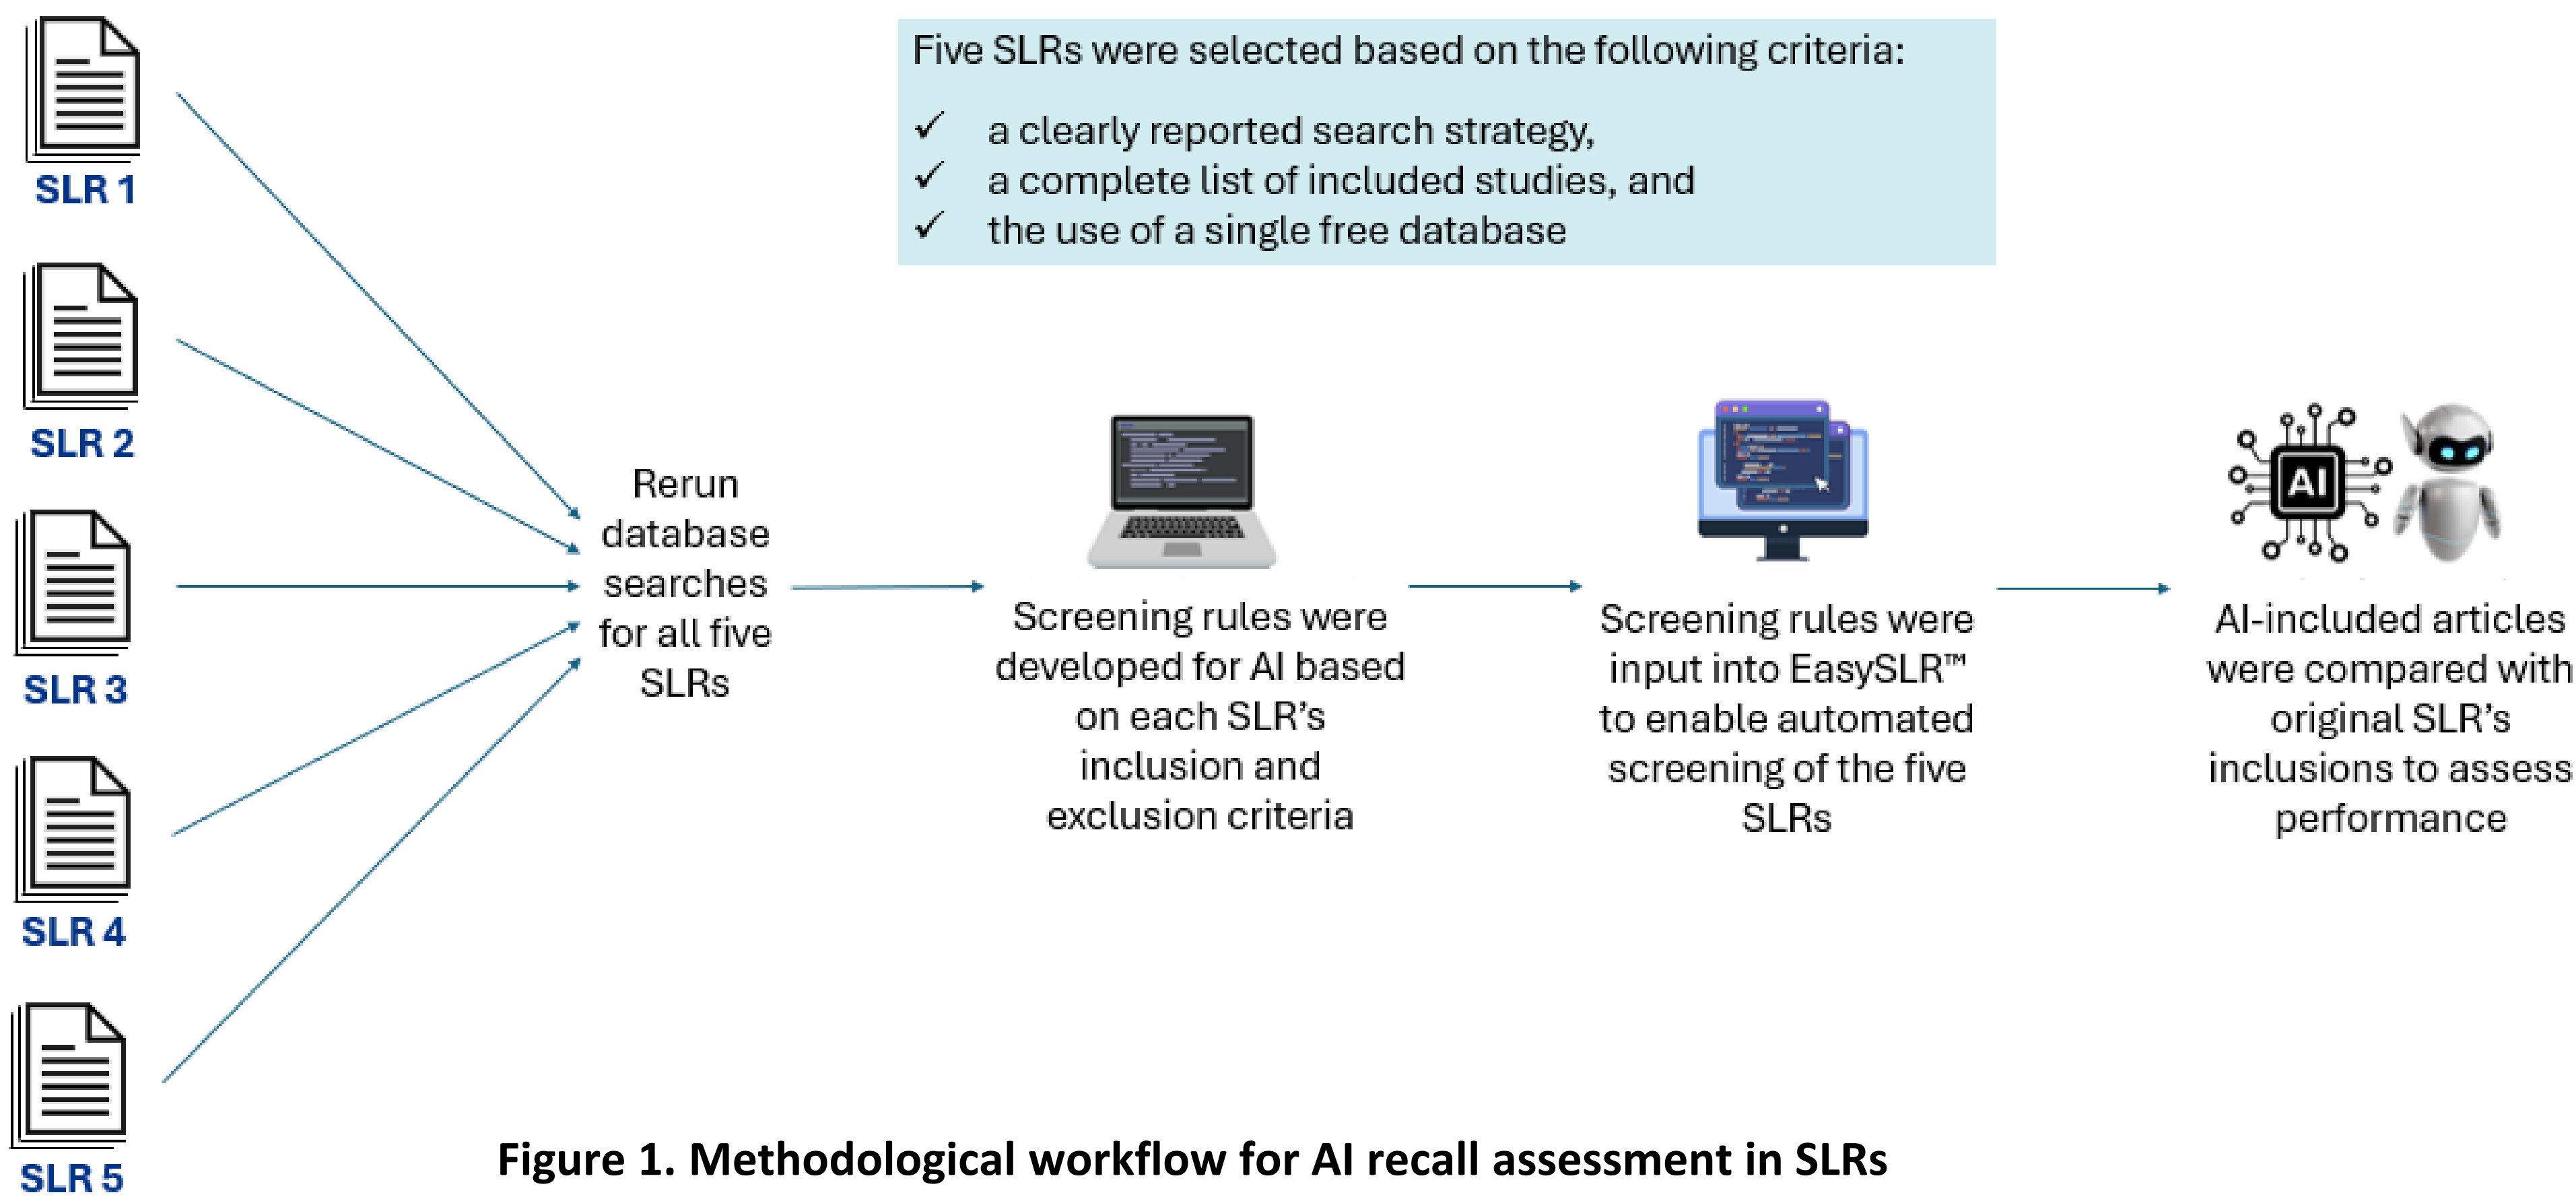 Five SLRs were selected based on the following criteria:
✓ a clearly reported search strategy,
✓ a complete list of included studies, and
✓ the use of a single free database
SLR 1
SLR 2
SLR 3
SLR 4
SLR 5
Rerun
database
searches
for all five
SLRs
Screening rules were
developed for AI based
on each SLR’s
inclusion and
exclusion criteria
Screening rules were
input into EasySLR™
to enable automated
screening of the five
SLRs
AI
AI-included articles
were compared with
original SLR’s
inclusions to assess
performance
Figure 1. Methodological workflow for AI recall assessment in SLRs